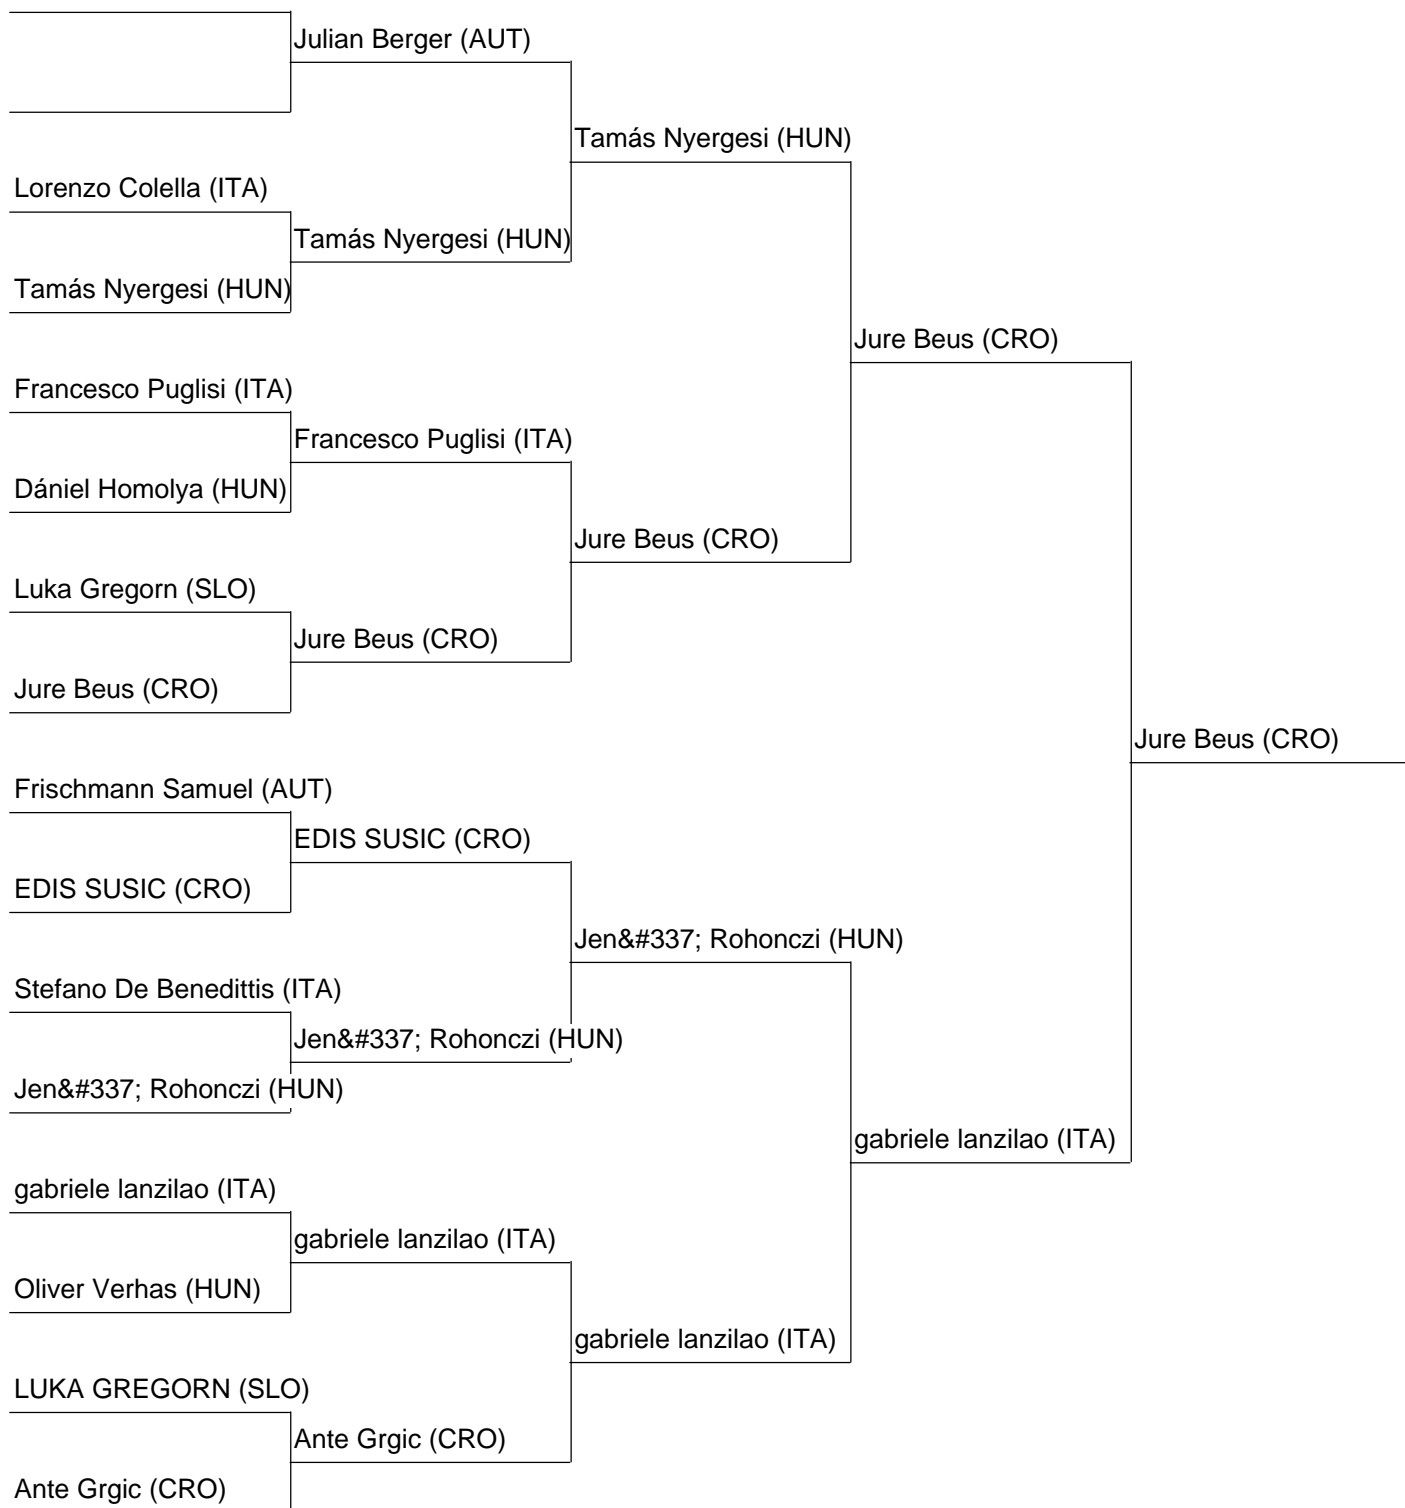 Julian Berger (AUT)
Tamás Nyergesi (HUN)
Lorenzo Colella (ITA)
Tamás Nyergesi (HUN)
Tamás Nyergesi (HUN)
Jure Beus (CRO)
Francesco Puglisi (ITA)
Francesco Puglisi (ITA)
Dániel Homolya (HUN)
Jure Beus (CRO)
Luka Gregorn (SLO)
Jure Beus (CRO)
Jure Beus (CRO)
Jure Beus (CRO)
Frischmann Samuel (AUT)
EDIS SUSIC (CRO)
EDIS SUSIC (CRO)
Jen&#337; Rohonczi (HUN)
Stefano De Benedittis (ITA)
Jen&#337; Rohonczi (HUN)
Jen&#337; Rohonczi (HUN)
gabriele lanzilao (ITA)
gabriele lanzilao (ITA)
gabriele lanzilao (ITA)
Oliver Verhas (HUN)
gabriele lanzilao (ITA)
LUKA GREGORN (SLO)
Ante Grgic (CRO)
Ante Grgic (CRO)